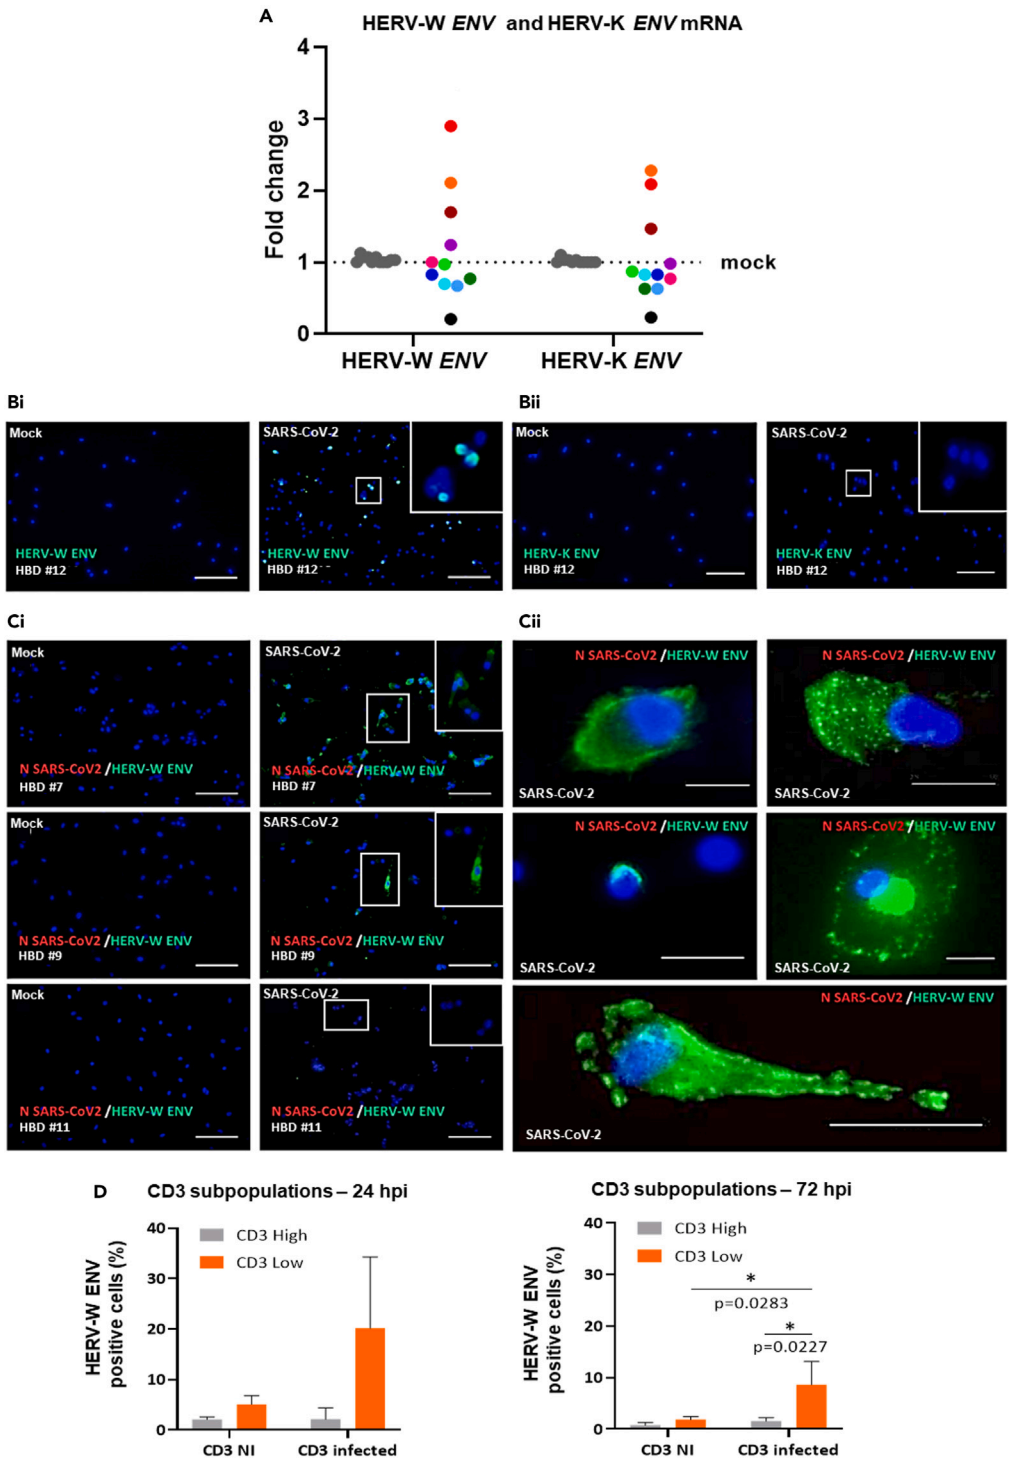 A
HERV-W ENV and HERV-K ENV mRNA
Fold change
4
3
2
1
0
mock
HERV-W ENV
HERV-K ENV
Bi
Bii
Mock
HERV-W ENV
HBD #12
SARS-CoV-2
HERV-W ENV
HBD #12
Mock
HERV-K ENV
HBD #12
SARS-CoV-2
HERV-K ENV
HBD #12
Ci
Cii
Mock
N SARS-CoV2 /HERV-W ENV
HBD #7
SARS-CoV-2
N SARS-CoV2 /HERV-W ENV
HBD #7
N SARS-CoV2 /HERV-W ENV
SARS-CoV-2
N SARS-CoV2 /HERV-W ENV
SARS-CoV-2
Mock
N SARS-CoV2 /HERV-W ENV
HBD #9
SARS-CoV-2
N SARS-CoV2 /HERV-W ENV
HBD #9
N SARS-CoV2 /HERV-W ENV
SARS-CoV-2
N SARS-CoV2 /HERV-W ENV
SARS-CoV-2
Mock
N SARS-CoV2 /HERV-W ENV
HBD #11
SARS-CoV-2
N SARS-CoV2 /HERV-W ENV
HBD #11
N SARS-CoV2 /HERV-W ENV
SARS-CoV-2
D
CD3 subpopulations – 24 hpi
HERV-W ENV
positive cells (%)
40
30
20
10
0
CD3 High
CD3 Low
CD3 NI
CD3 infected
CD3 subpopulations – 72 hpi
HERV-W ENV
positive cells (%)
40
30
20
10
0
CD3 High
CD3 Low
*
p=0.0283
*
p=0.0227
CD3 NI
CD3 infected